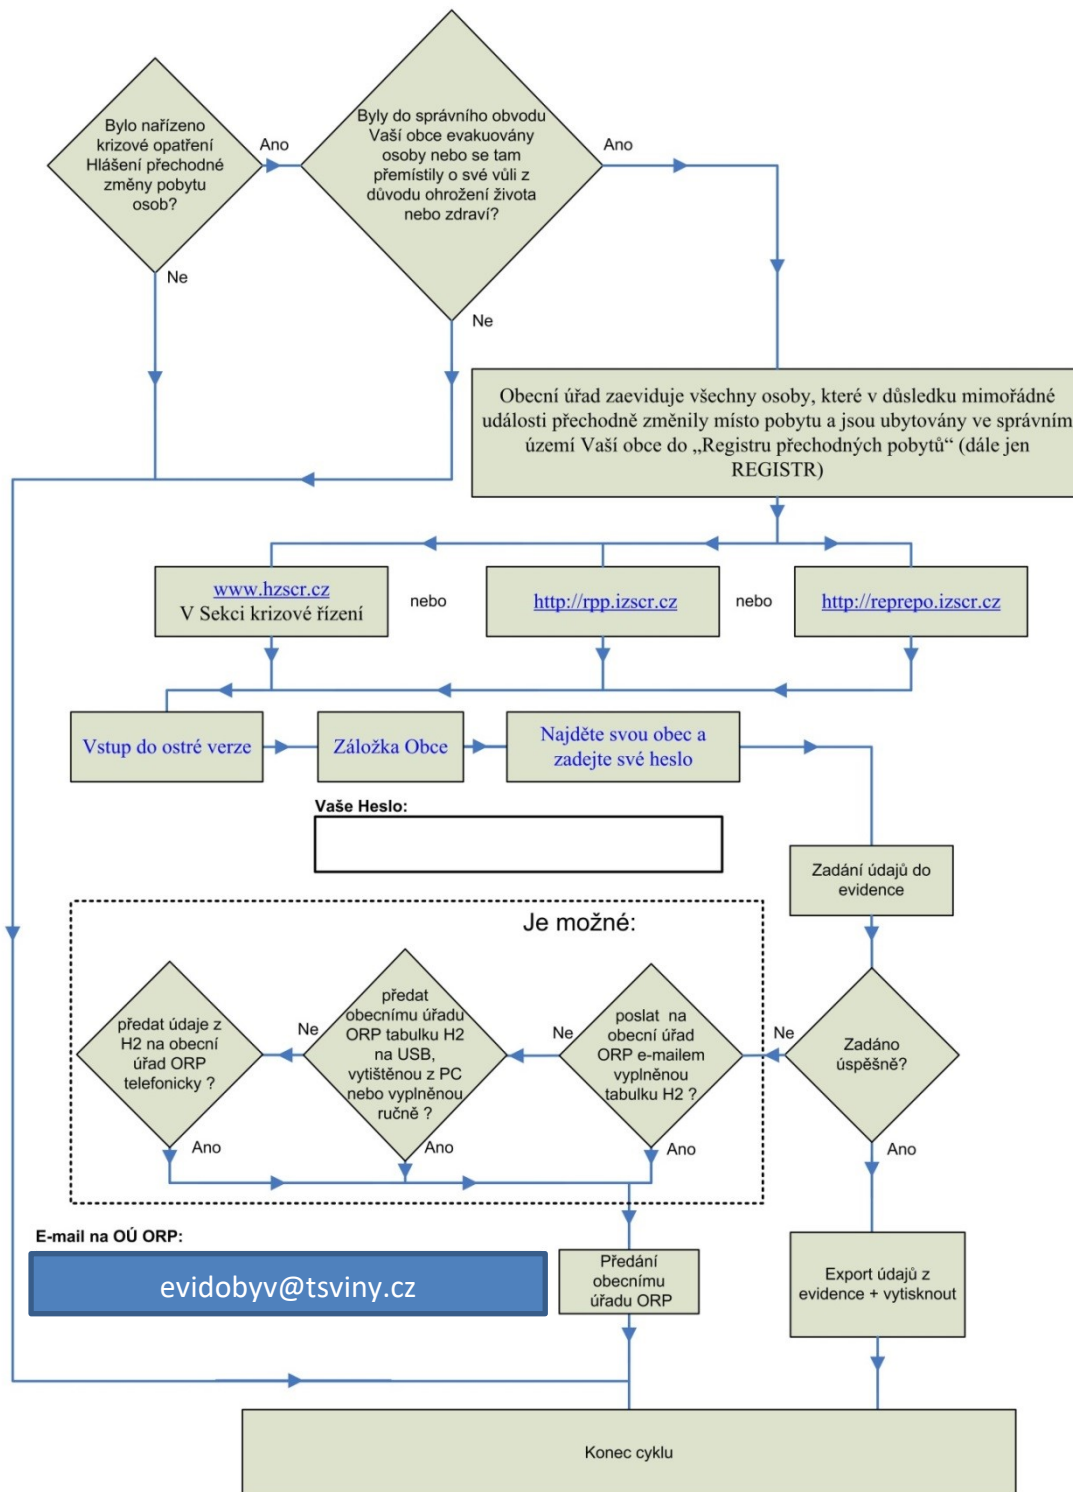 Bylo nařízeno
krizové opatření
Hlášení přechodné
změny pobytu
osob?
Ano
Byly do správního obvodu
Vaší obce evakuovány
osoby nebo se tam
přemístily o své vůli z
důvodu ohrožení života
nebo zdraví?
Ano
Ne
Ne
Obecní úřad zaeviduje všechny osoby, které v důsledku mimořádné
události přechodně změnily místo pobytu a jsou ubytovány ve správním
území Vaší obce do „Registru přechodných pobytů“ (dále jen
REGISTR)
www.hzscr.cz
V Sekci krizové řízení
nebo
http://rpp.izscr.cz
nebo
http://reprepo.izscr.cz
Vstup do ostré verze
Záložka Obce
Najděte svou obec a
zadejte své heslo
Vaše Heslo:
Zadání údajů do
evidence
Je možné:
předat údaje z
H2 na obecní
úřad ORP
telefonicky ?
Ne
předat
obecnímu úřadu
ORP tabulku H2
na USB,
vytištěnou z PC
nebo vyplněnou
ručně ?
Ne
poslat na
obecní úřad
ORP e-mailem
vyplněnou
tabulku H2 ?
Ne
Zadáno
úspěšně?
Ano
Ano
Ano
Ano
E-mail na OÚ ORP:
evidobyv@tsviny.cz
Předání
obecnímu
úřadu ORP
Export údajů z
evidence + vytisknout
Konec cyklu